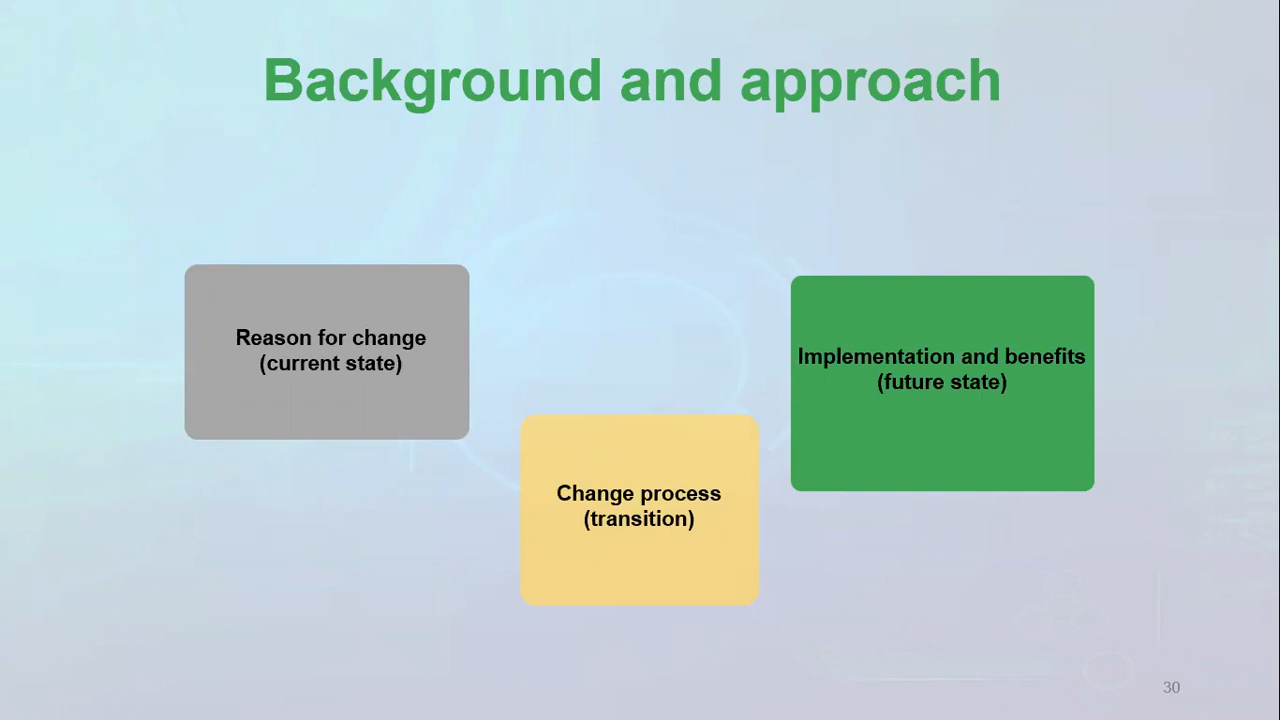 Background and approach
Reason for change
(current state)
Implementation and benefits
(future state)
Change process
(transition)
30